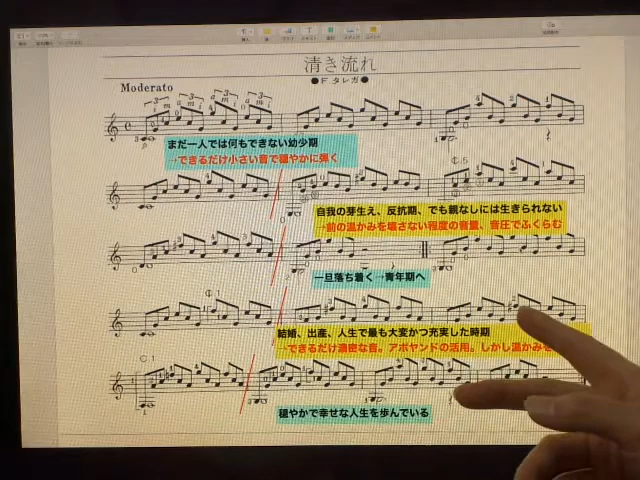 清き流れ
●F.タレガ●
Moderato
まだ一人では何もできない幼少期
→できるだけ小さい音で穏やかに弾く
自我の芽生え、反抗期、でも親なしには生きられない
→前の温かみを壊さない程度の音量、音圧でふくらむ
一旦落ち着く→青年期へ
結婚、出産、人生で最も大変かつ充実した時期
→できるだけ濃密な音。アポヤンドの活用。しかし温かみを
穏やかで幸せな人生を歩んでいる